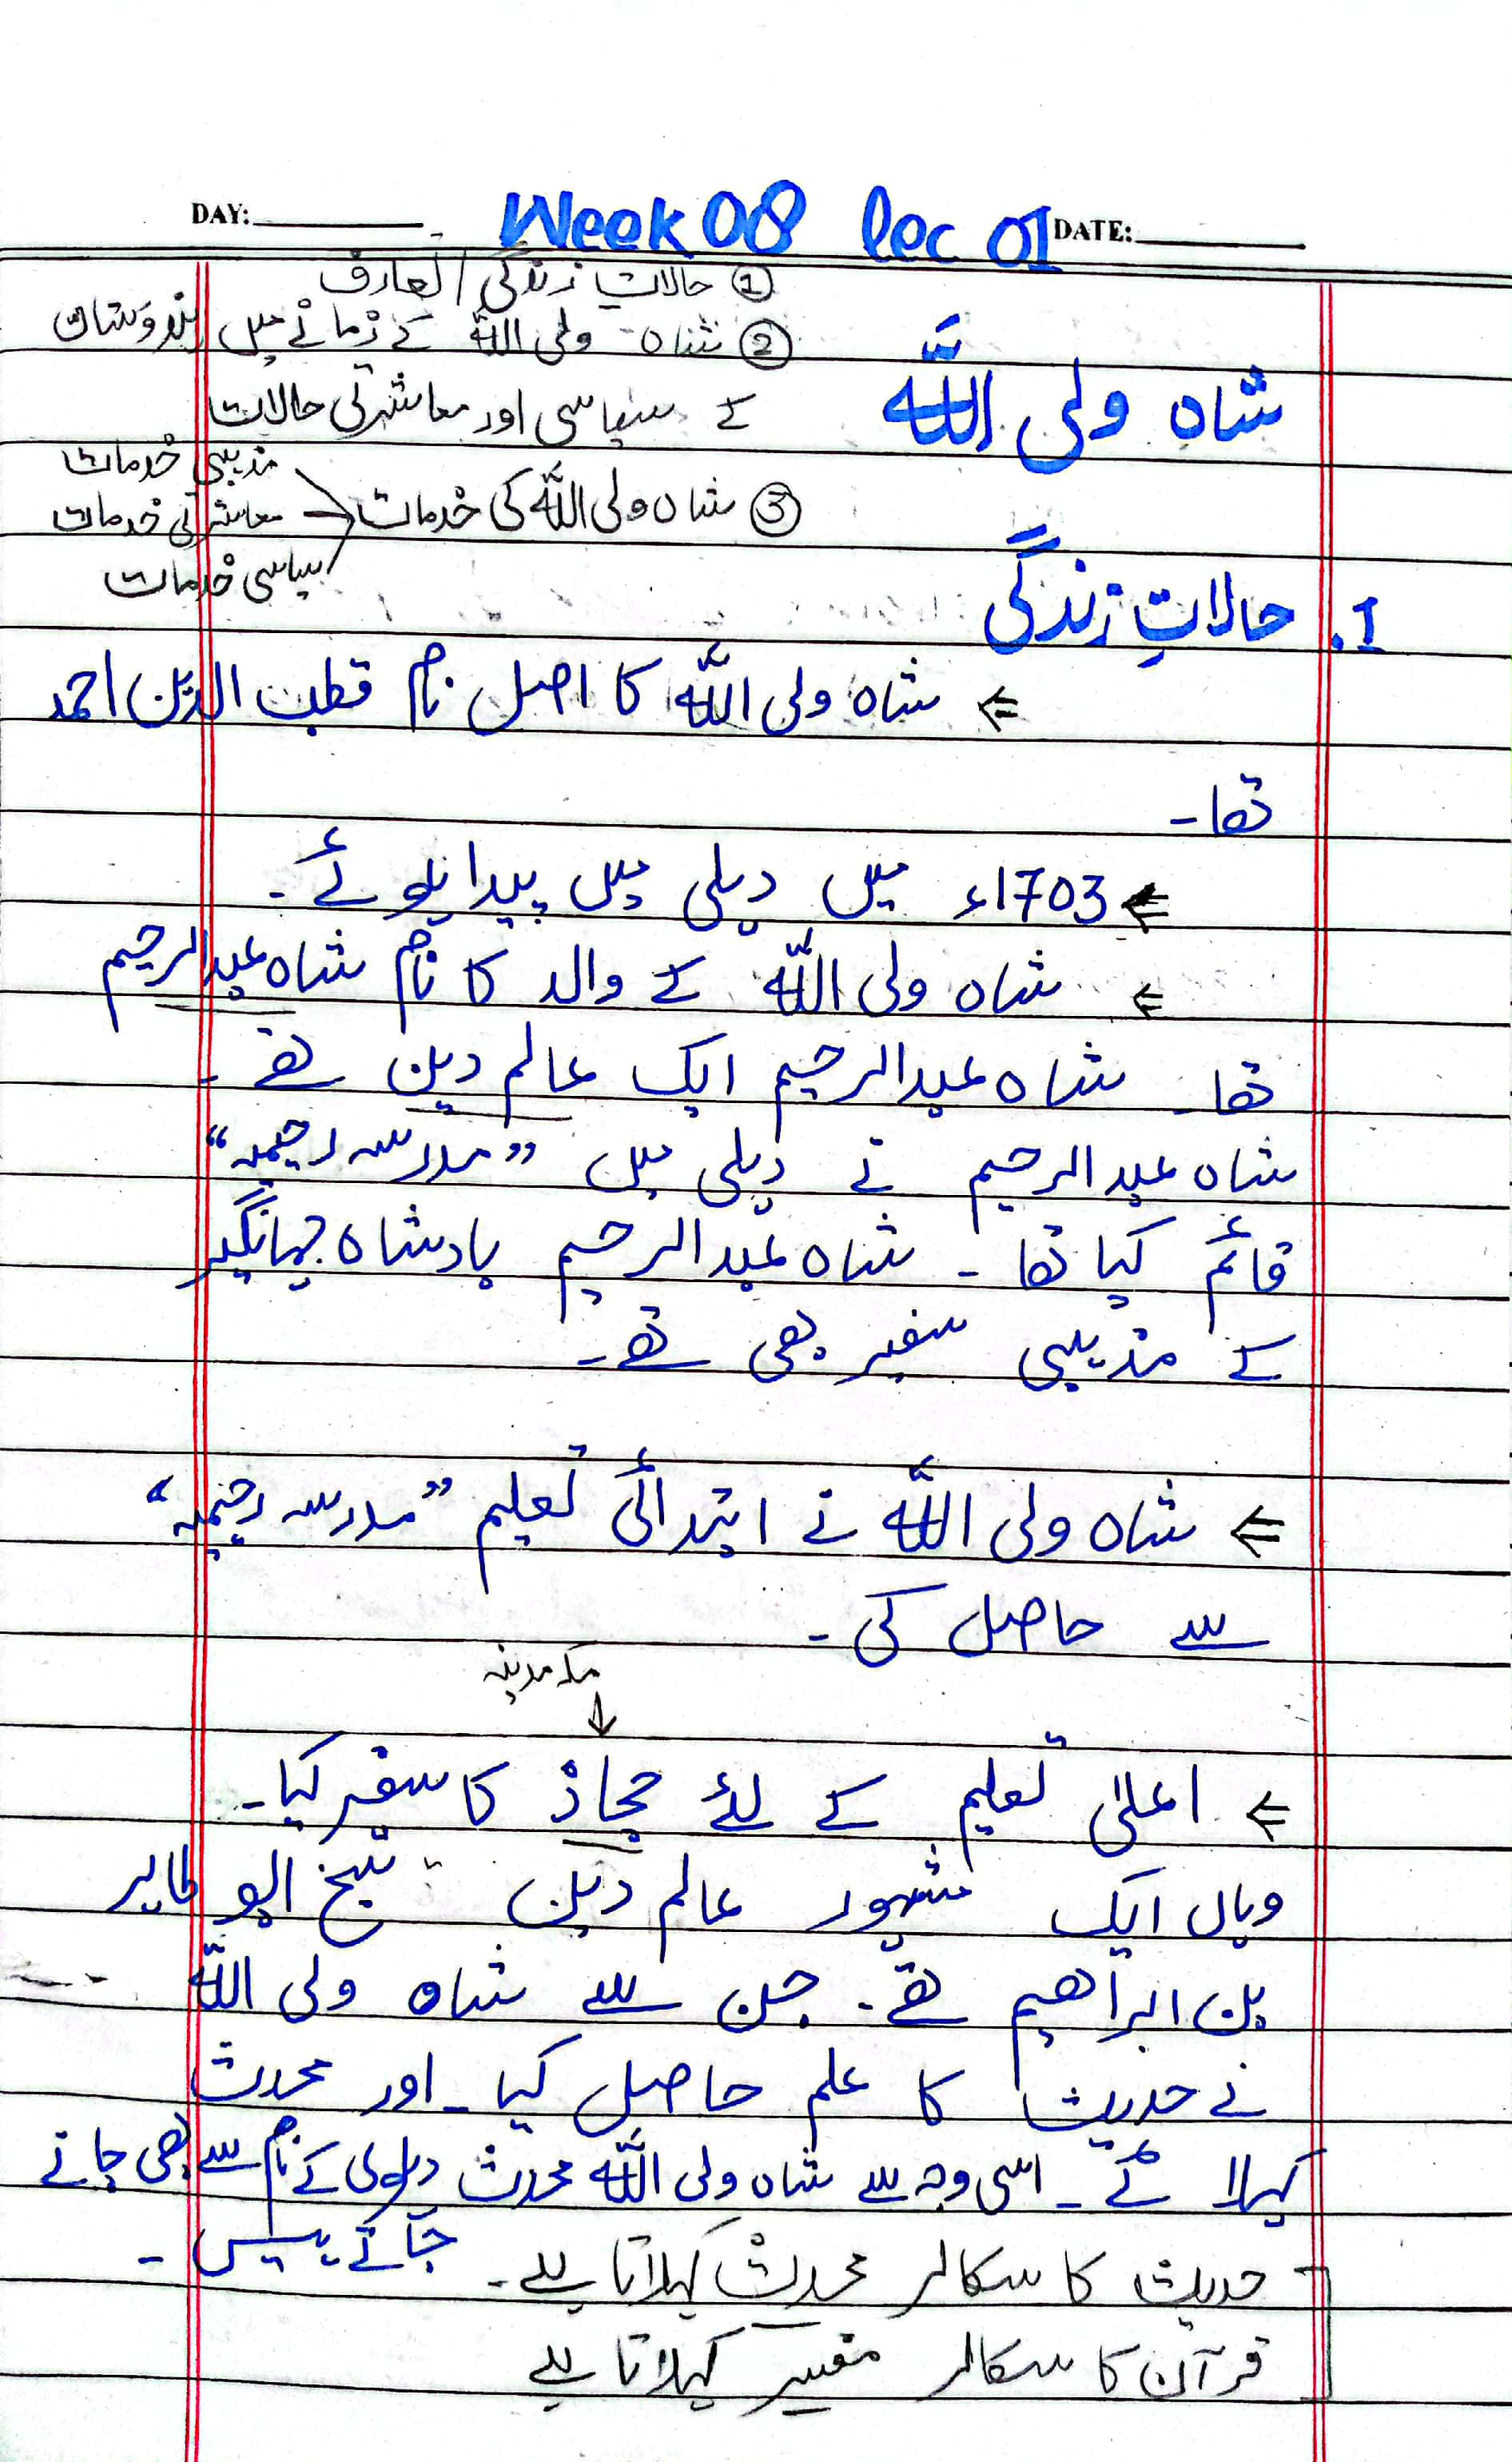 DAY: Week 08 lec 01 DATE:
① حالاتِ زندگی / تعارف
② شاہ ولی اللہ کے زمانے میں ہندوستان
کے سیاسی اور معاشرتی حالات
شاہ ولی اللّٰہ
③ شاہ ولی اللہ کی خدمات
مذہبی خدمات
معاشرتی خدمات
سیاسی خدمات
1. حالاتِ زندگی
⇐ شاہ ولی اللّٰہ کا اصل نام قطب الدین احمد
تھا۔
⇐ 1703ء میں دہلی میں پیدا ہوئے۔
⇐ شاہ ولی اللّٰہ کے والد کا نام شاہ عبدالرحیم
تھا۔ شاہ عبدالرحیم ایک عالم دین تھے۔
شاہ عبدالرحیم نے دہلی میں ”مدرسہ رحیمیہ“
قائم کیا تھا۔ شاہ عبدالرحیم بادشاہ جہانگیر
کے مذہبی سفیر بھی تھے۔
⇐ شاہ ولی اللّٰہ نے ابتدائی تعلیم ”مدرسہ رحیمیہ“
سے حاصل کی۔
مکہ مدینہ
↓
⇐ اعلیٰ تعلیم کے لئے حجاز کا سفر کیا۔
وہاں ایک مشہور عالم دین شیخ ابو طاہر
بن ابراھیم تھے۔ جن سے شاہ ولی اللّٰہ
نے حدیث کا علم حاصل کیا۔ اور محدث
کہلائے۔ اسی وجہ سے شاہ ولی اللّٰہ محدث دہلوی کے نام سے بھی جانے
جاتے ہیں۔
حدیث کا سکالر محدث کہلاتا ہے۔
قرآن کا سکالر مفسر کہلاتا ہے